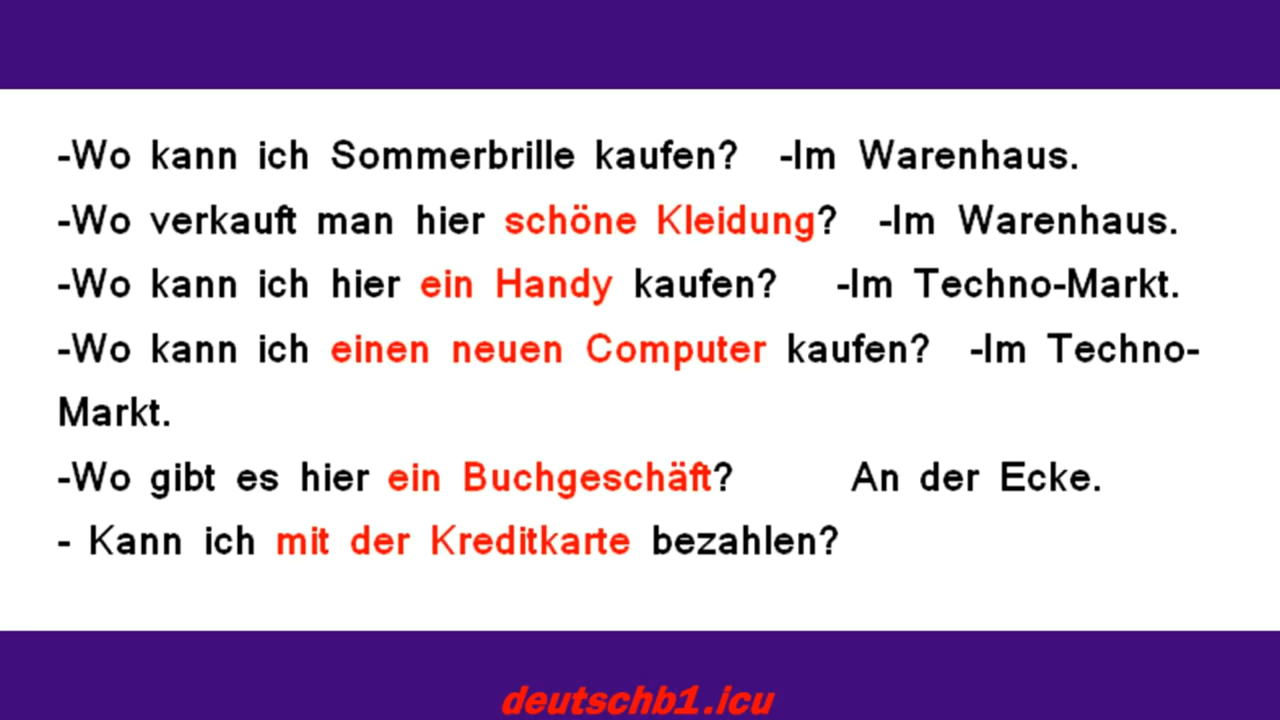 -Wo kann ich Sommerbrille kaufen? -Im Warenhaus.
-Wo verkauft man hier schöne Kleidung? -Im Warenhaus.
-Wo kann ich hier ein Handy kaufen? -Im Techno-Markt.
-Wo kann ich einen neuen Computer kaufen? -Im Techno-
Markt.
-Wo gibt es hier ein Buchgeschäft? An der Ecke.
- Kann ich mit der Kreditkarte bezahlen?
deutschb1.icu